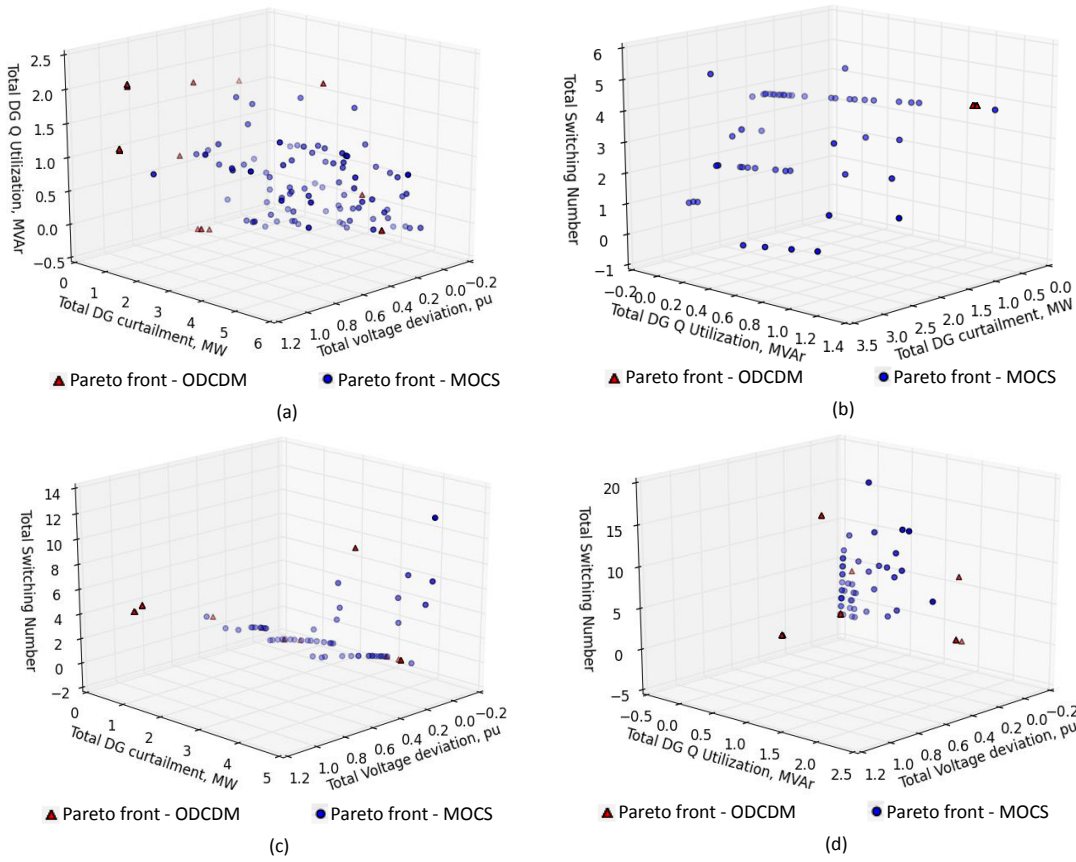 2.5
2.0
1.5
1.0
0.5
0.0
−0.5
Total DG Q Utilization, MVAr
0 1 2 3 4 5 6
Total DG curtailment, MW
1.2 1.0 0.8 0.6 0.4 0.2 0.0 −0.2
Total Voltage deviation, pu
Pareto front - ODCDM Pareto front - MOCS
(a)
6
5
4
3
2
1
0
−1
Total Switching Number
−0.2 0.0 0.2 0.4 0.6 0.8 1.0 1.2 1.4
Total DG Q Utilization, MVAr
3.5 3.0 2.5 2.0 1.5 1.0 0.5 0.0
Total DG curtailment, MW
Pareto front - ODCDM Pareto front - MOCS
(b)
14
12
10
8
6
4
2
0
−2
Total Switching Number
0 1 2 3 4 5
Total DG curtailment, MW
1.2 1.0 0.8 0.6 0.4 0.2 0.0 −0.2
Total Voltage deviation, pu
Pareto front - ODCDM Pareto front - MOCS
(c)
20
15
10
5
0
−5
Total Switching Number
−0.5 0.0 0.5 1.0 1.5 2.0 2.5
Total DG Q Utilization, MVAr
1.2 1.0 0.8 0.6 0.4 0.2 0.0 −0.2
Total Voltage deviation, pu
Pareto front - ODCDM Pareto front - MOCS
(d)